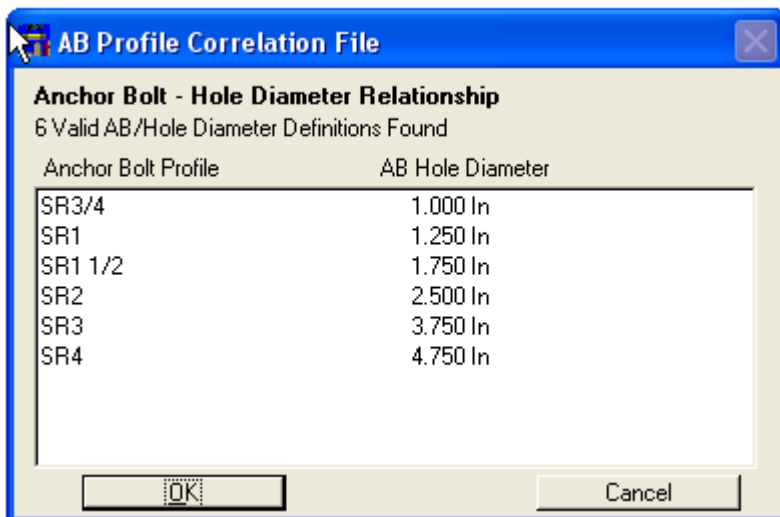 AB Profile Correlation File
Anchor Bolt - Hole Diameter Relationship
6 Valid AB/Hole Diameter Definitions Found
Anchor Bolt Profile AB Hole Diameter
SR3/4 1.000 In
SR1 1.250 In
SR1 1/2 1.750 In
SR2 2.500 In
SR3 3.750 In
SR4 4.750 In
OK Cancel